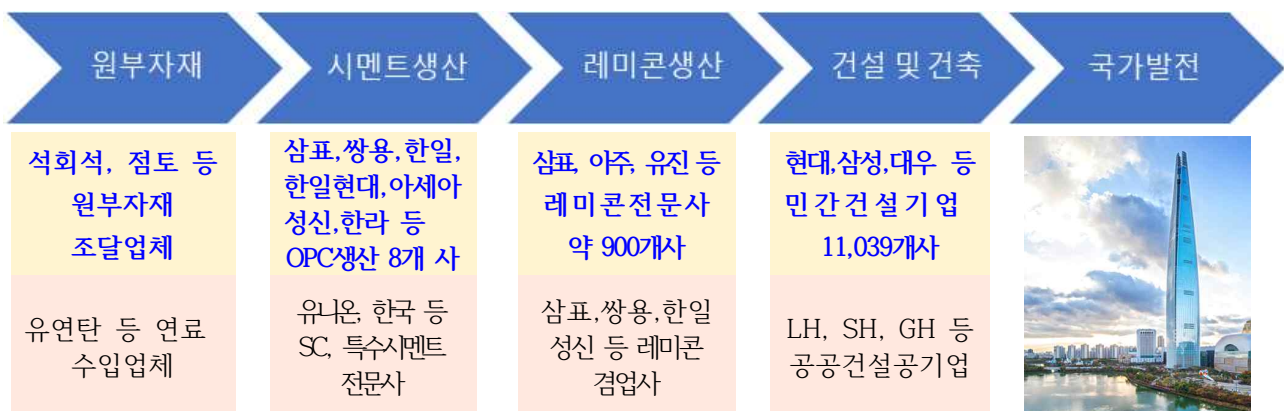 원부자재
시멘트생산
레미콘생산
건설 및 건축
국가발전
석회석, 점토 등
원부자재
조달업체
삼표,쌍용,한일,
한일현대,아세아
성신,한라 등
OPC생산 8개 사
삼표, 아주, 유진 등
레미콘전문사
약 900개사
현대,삼성,대우 등
민간건설기업
11,039개사
유연탄 등 연료
수입업체
유니온, 한국 등
SC, 특수시멘트
전문사
삼표,쌍용,한일
성신 등 레미콘
겸업사
LH, SH, GH 등
공공건설공기업